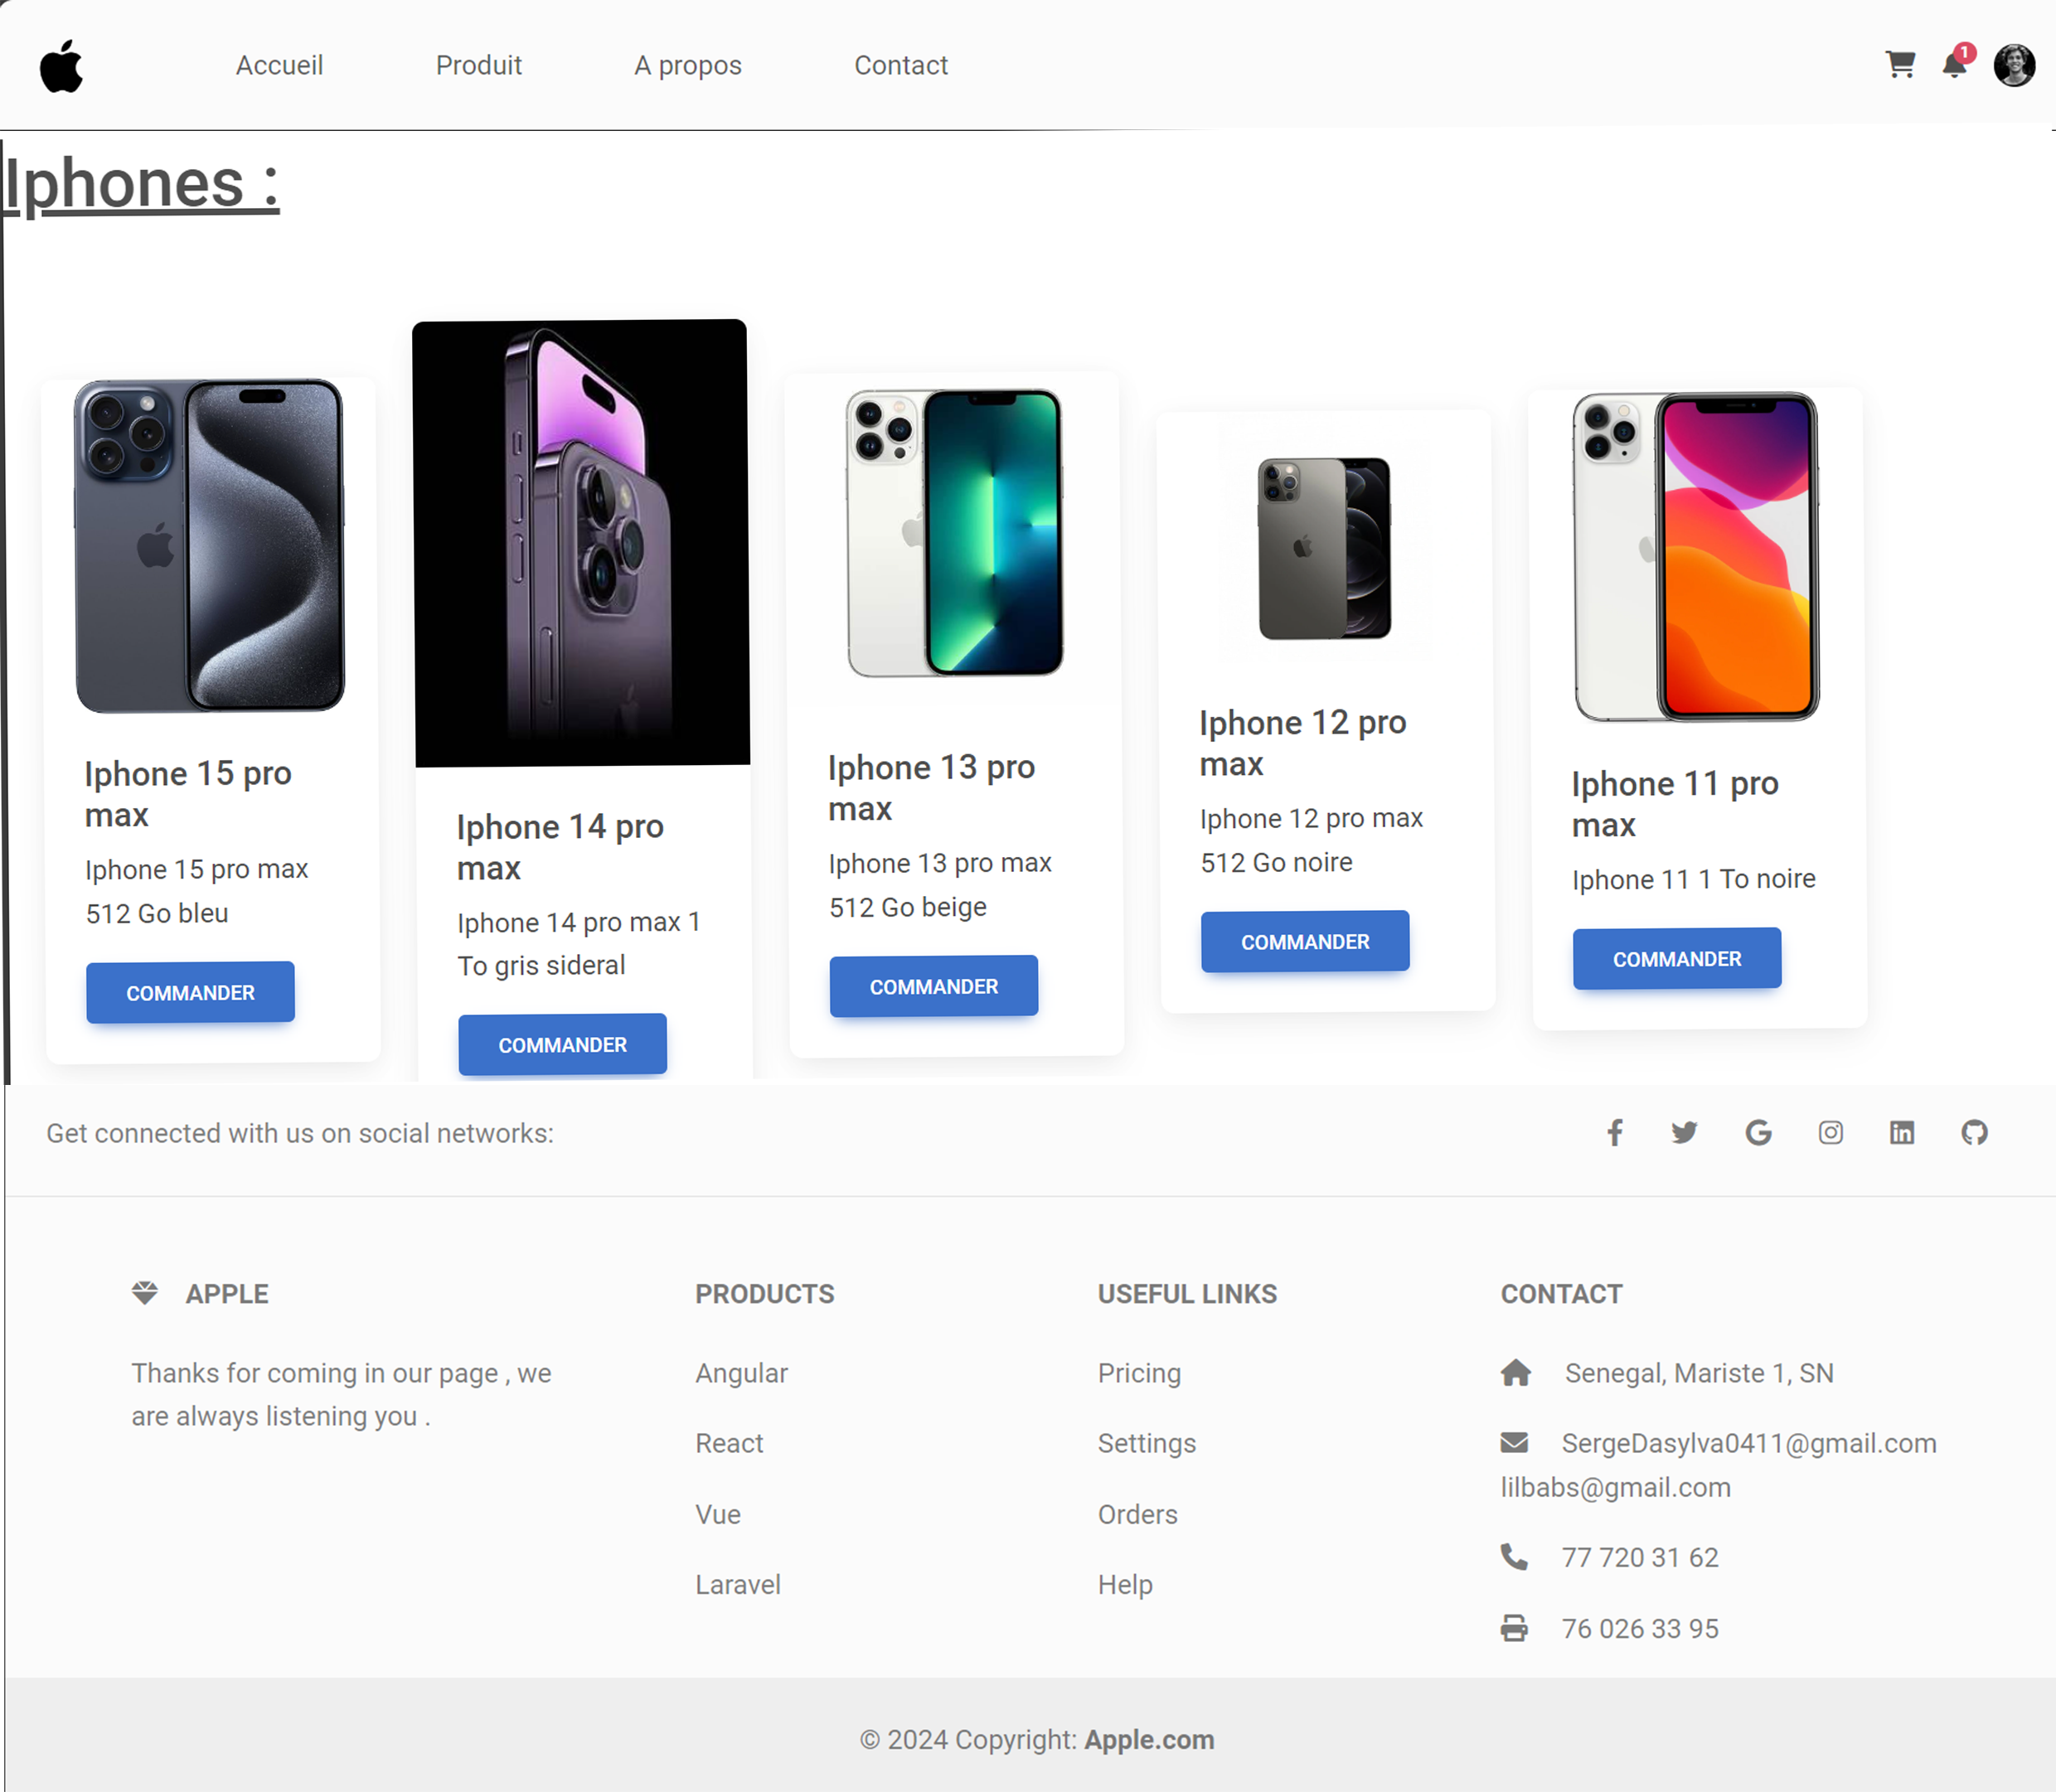 Accueil Produit A propos Contact 1
Iphones :
Iphone 15 pro
max
Iphone 15 pro max
512 Go bleu
COMMANDER
Iphone 14 pro
max
Iphone 14 pro max 1
To gris sideral
COMMANDER
Iphone 13 pro
max
Iphone 13 pro max
512 Go beige
COMMANDER
Iphone 12 pro
max
Iphone 12 pro max
512 Go noire
COMMANDER
Iphone 11 pro
max
Iphone 11 1 To noire
COMMANDER
Get connected with us on social networks:
APPLE
Thanks for coming in our page , we
are always listening you .
PRODUCTS
Angular
React
Vue
Laravel
USEFUL LINKS
Pricing
Settings
Orders
Help
CONTACT
Senegal, Mariste 1, SN
SergeDasylva0411@gmail.com
lilbabs@gmail.com
77 720 31 62
76 026 33 95
© 2024 Copyright: Apple.com